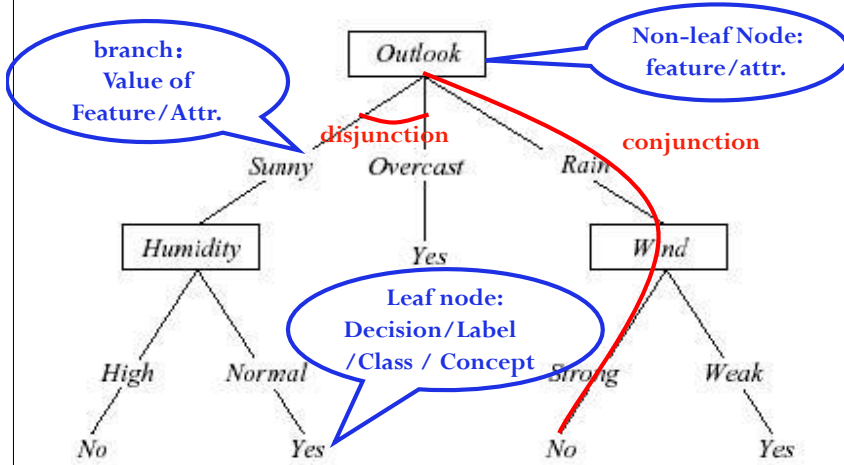 branch:
Value of
Feature/Attr.
Outlook
Non-leaf Node:
feature/attr.
disjunction
conjunction
Sunny
Overcast
Rain
Humidity
Yes
Wind
Leaf node:
Decision/Label
/Class / Concept
High
Normal
Strong
Weak
No
Yes
No
Yes